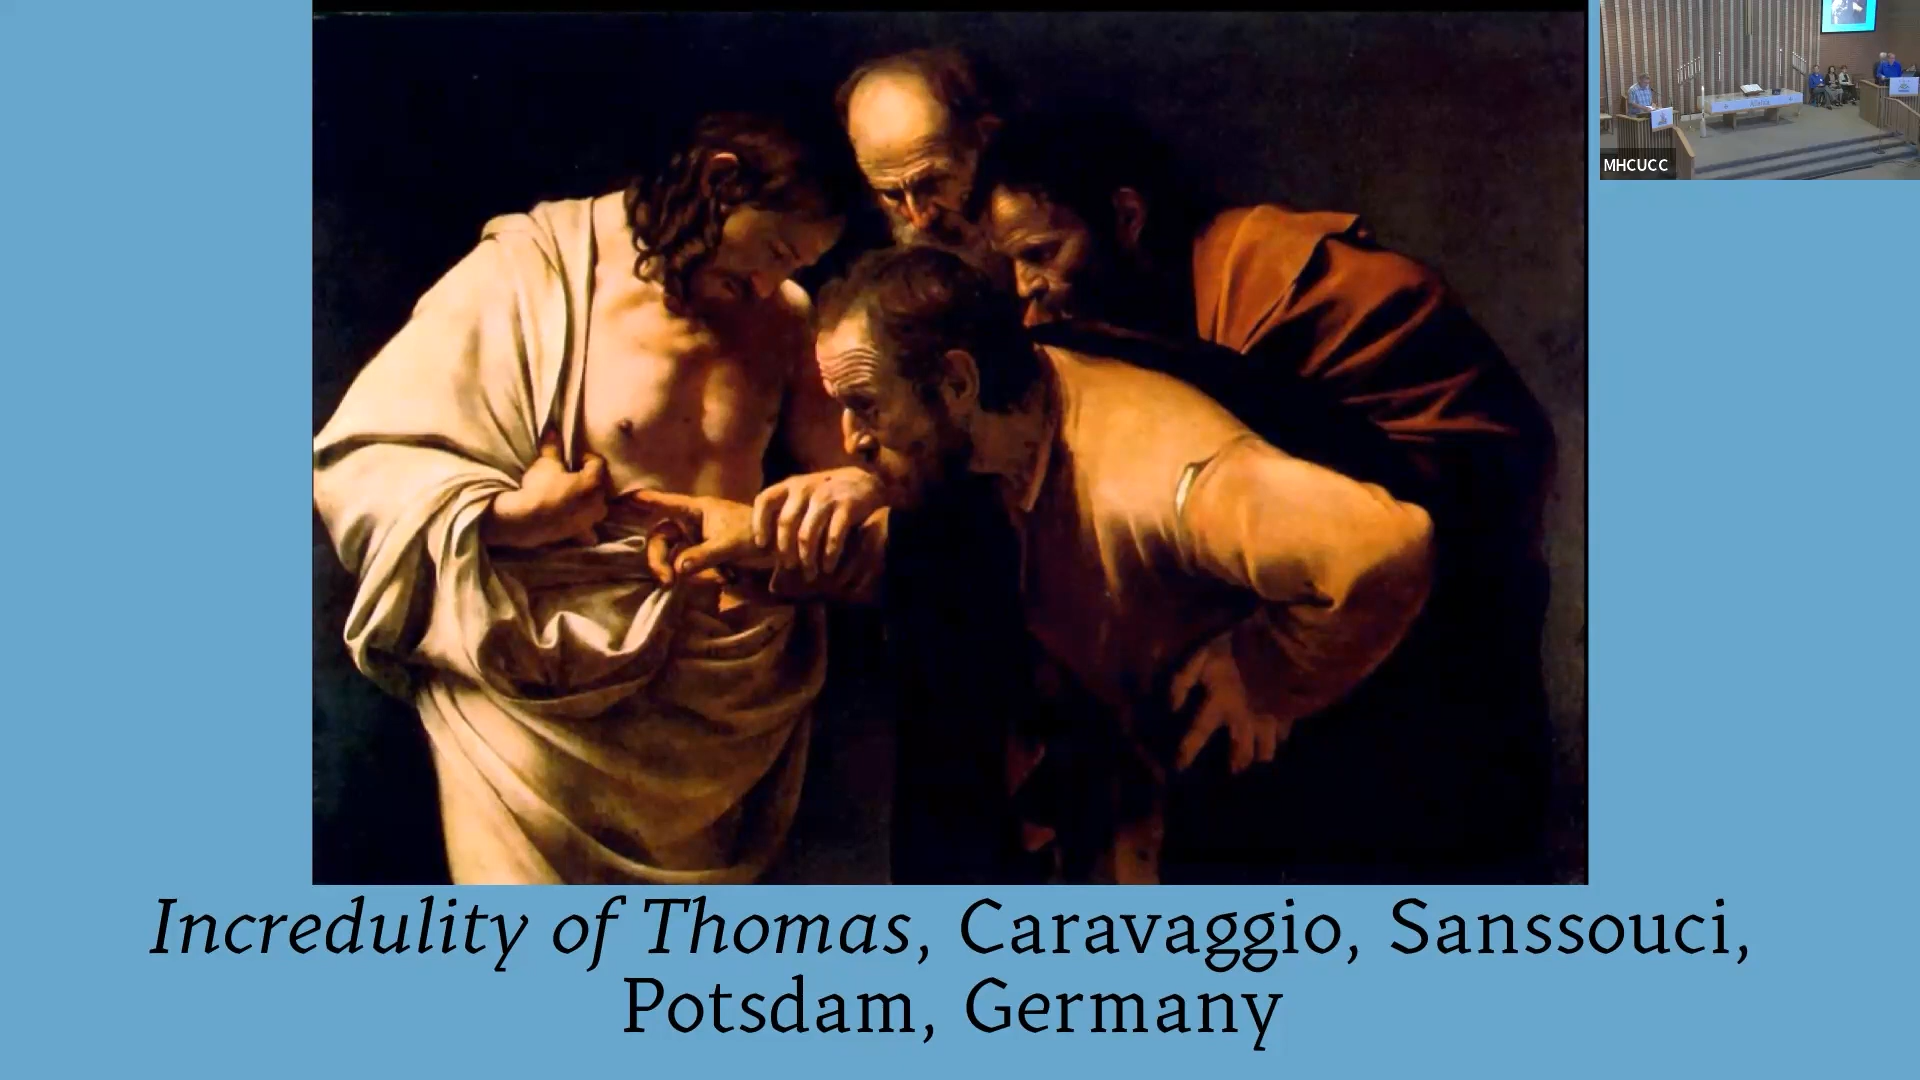 MHCUCC
Incredulity of Thomas, Caravaggio, Sanssouci,
Potsdam, Germany